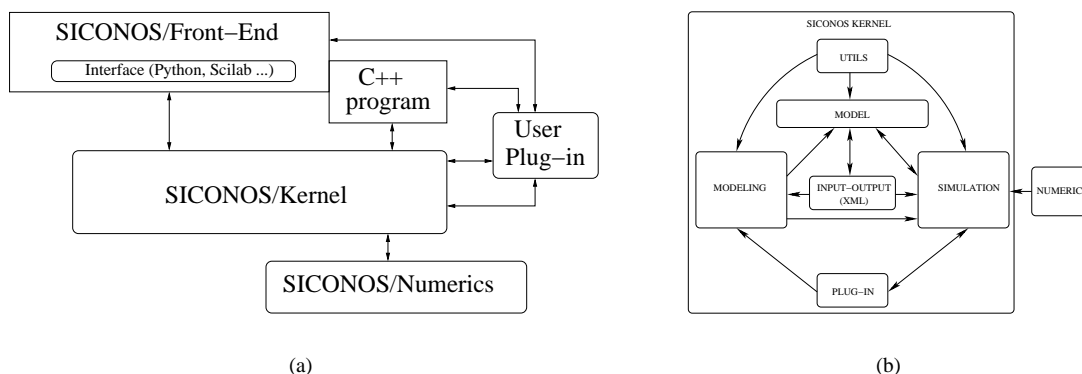 SICONOS/Front−End
Interface (Python, Scilab ...)
C++
program
User
Plug−in
SICONOS/Kernel
SICONOS/Numerics
(a)
SICONOS KERNEL
UTILS
MODEL
MODELING
INPUT−OUTPUT
(XML)
SIMULATION
NUMERIC
PLUG−IN
(b)